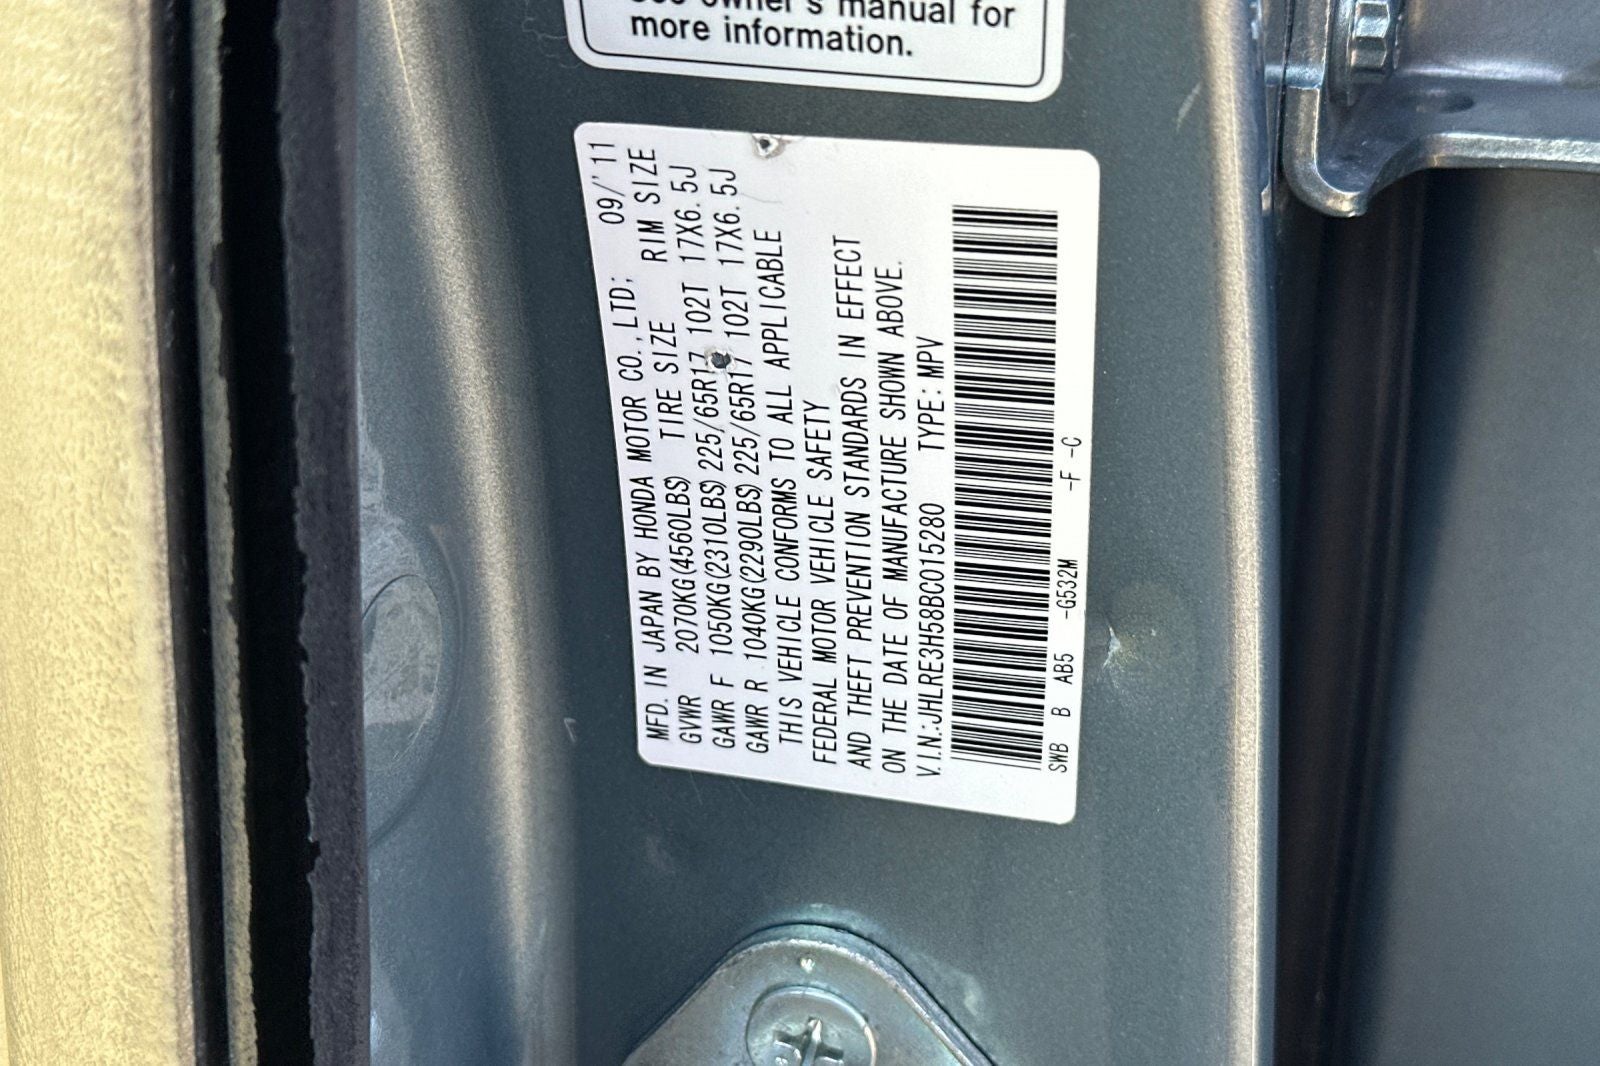 see owner's manual for
more information.
MFD. IN JAPAN BY HONDA MOTOR CO., LTD; 09/'11
GVWR 2070KG(4560LBS) TIRE SIZE RIM SIZE
GAWR F 1050KG(2310LBS) 225/65R17 102T 17X6.5J
GAWR R 1040KG(2290LBS) 225/65R17 102T 17X6.5J
THIS VEHICLE CONFORMS TO ALL APPLICABLE
FEDERAL MOTOR VEHICLE SAFETY
AND THEFT PREVENTION STANDARDS IN EFFECT
ON THE DATE OF MANUFACTURE SHOWN ABOVE.
V.I.N.:JHLRE3H58BC015280 TYPE:MPV
SWB B AB5 -G532M -F -C